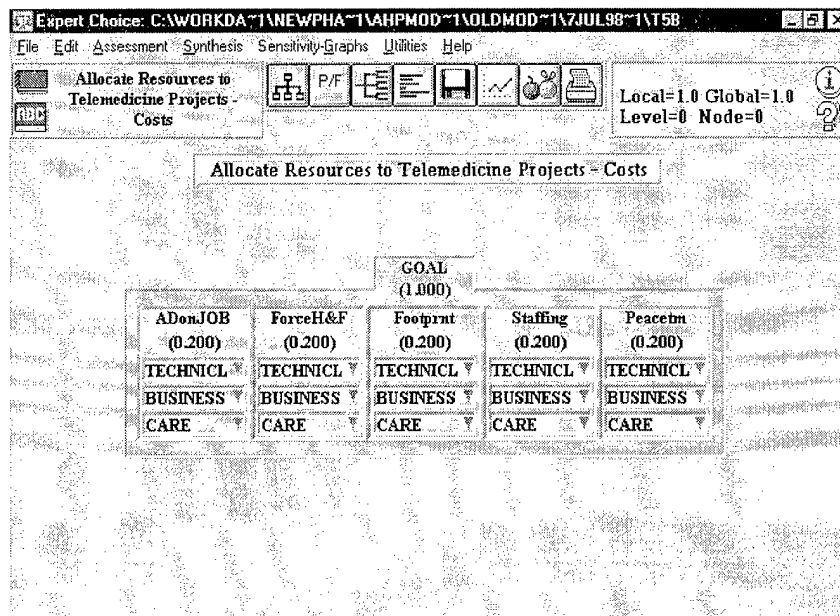 Expert Choice: C:\WORKDA~1\NEWPHA~1\AHPMOD~1\OLDMOD~1\7JUL98~1\T5B
File Edit Assessment Synthesis Sensitivity-Graphs Utilities Help
Allocate Resources to
Telemedicine Projects -
Costs
ABC
P/F
Local=1.0 Global=1.0
Level=0 Node=0
Allocate Resources to Telemedicine Projects - Costs
GOAL
(1.000)
ADonJOB ForceH&F Footprnt Staffing Peacetm
(0.200) (0.200) (0.200) (0.200) (0.200)
TECHNICL TECHNICL TECHNICL TECHNICL TECHNICL
BUSINESS BUSINESS BUSINESS BUSINESS BUSINESS
CARE CARE CARE CARE CARE